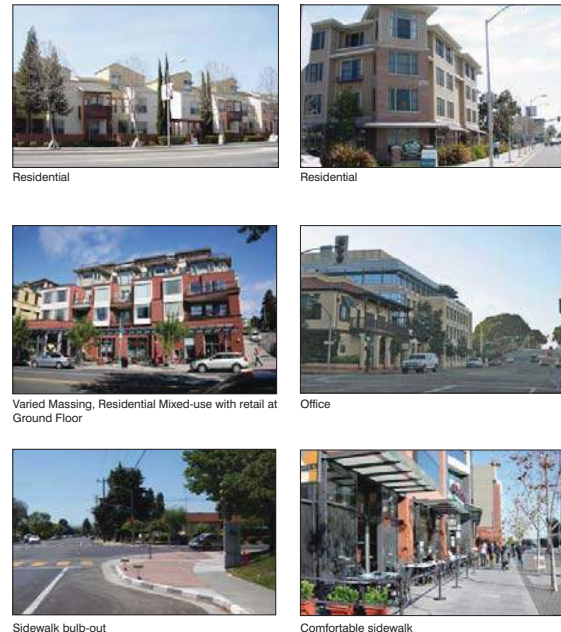 Residential
Residential
Varied Massing, Residential Mixed-use with retail at
Ground Floor
Office
Sidewalk bulb-out
Comfortable sidewalk